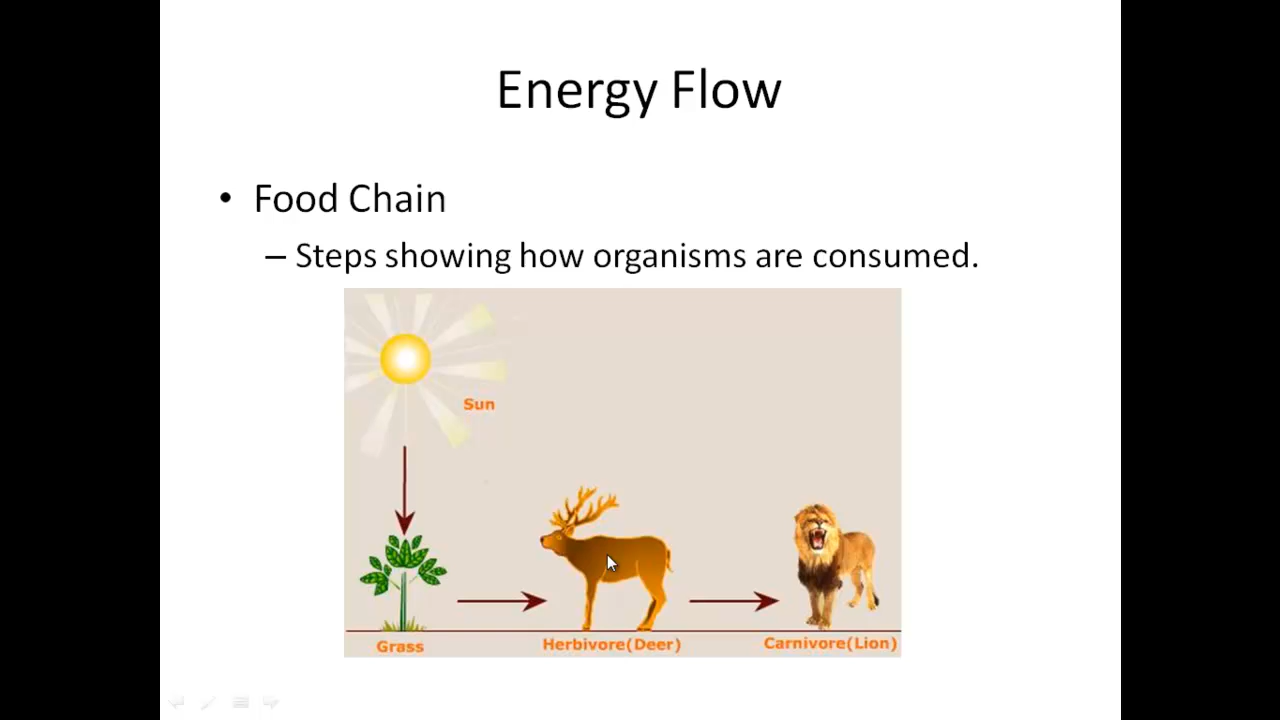 Energy Flow
• Food Chain
– Steps showing how organisms are consumed.
Sun
Grass
Herbivore(Deer)
Carnivore(Lion)